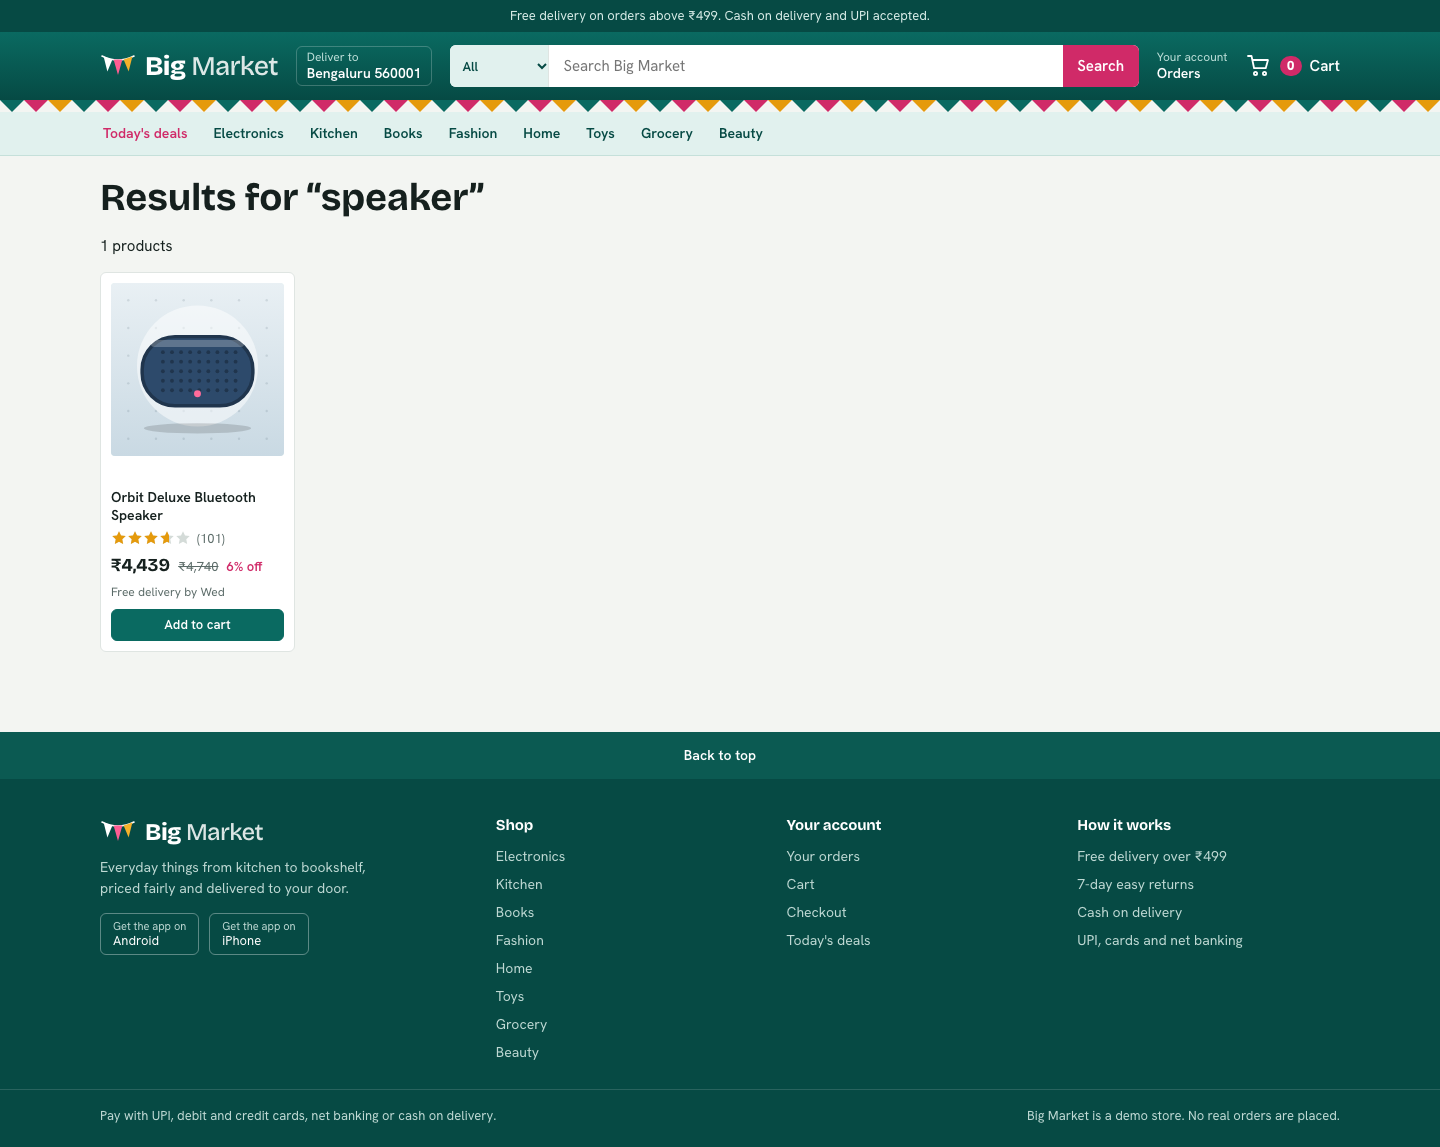 Free delivery on orders above ₹499. Cash on delivery and UPI accepted.
Big Market
Deliver to
Bengaluru 560001
All
Search Big Market
Search
Your account
Orders
0
Cart
Today's deals
Electronics
Kitchen
Books
Fashion
Home
Toys
Grocery
Beauty
Results for “speaker”
1 products
Orbit Deluxe Bluetooth
Speaker
(101)
₹4,439 ₹4,740 6% off
Free delivery by Wed
Add to cart
Back to top
Big Market
Everyday things from kitchen to bookshelf,
priced fairly and delivered to your door.
Get the app on
Android
Get the app on
iPhone
Shop
Electronics
Kitchen
Books
Fashion
Home
Toys
Grocery
Beauty
Your account
Your orders
Cart
Checkout
Today's deals
How it works
Free delivery over ₹499
7-day easy returns
Cash on delivery
UPI, cards and net banking
Pay with UPI, debit and credit cards, net banking or cash on delivery.
Big Market is a demo store. No real orders are placed.